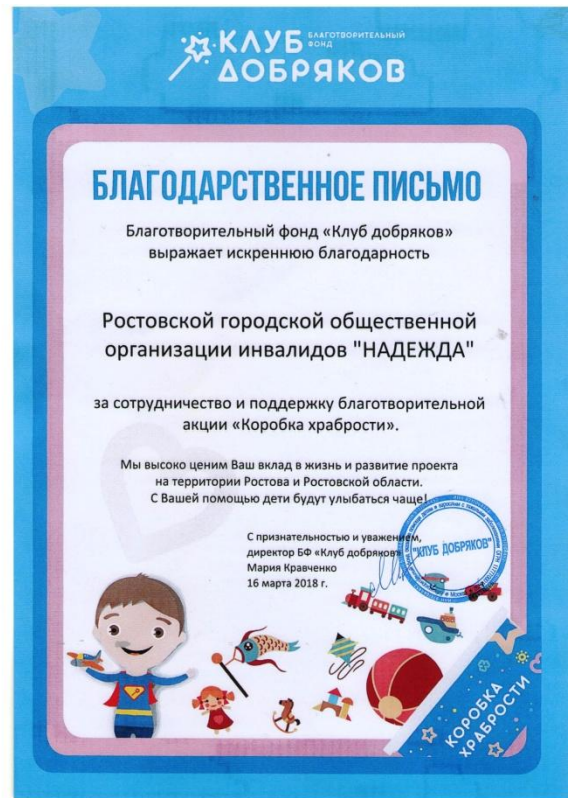 КЛУБ
ДОБРЯКОВ
БЛАГОТВОРИТЕЛЬНЫЙ
ФОНД
БЛАГОДАРСТВЕННОЕ ПИСЬМО
Благотворительный фонд «Клуб добряков»
выражает искреннюю благодарность
Ростовской городской общественной
организации инвалидов "НАДЕЖДА"
за сотрудничество и поддержку благотворительной
акции «Коробка храбрости».
Мы высоко ценим Ваш вклад в жизнь и развитие проекта
на территории Ростова и Ростовской области.
С Вашей помощью дети будут улыбаться чаще!
С признательностью и уважением,
директор БФ «Клуб добряков»
Мария Кравченко
16 марта 2018 г.
"КЛУБ ДОБРЯКОВ"
КОРОБКА
ХРАБРОСТИ